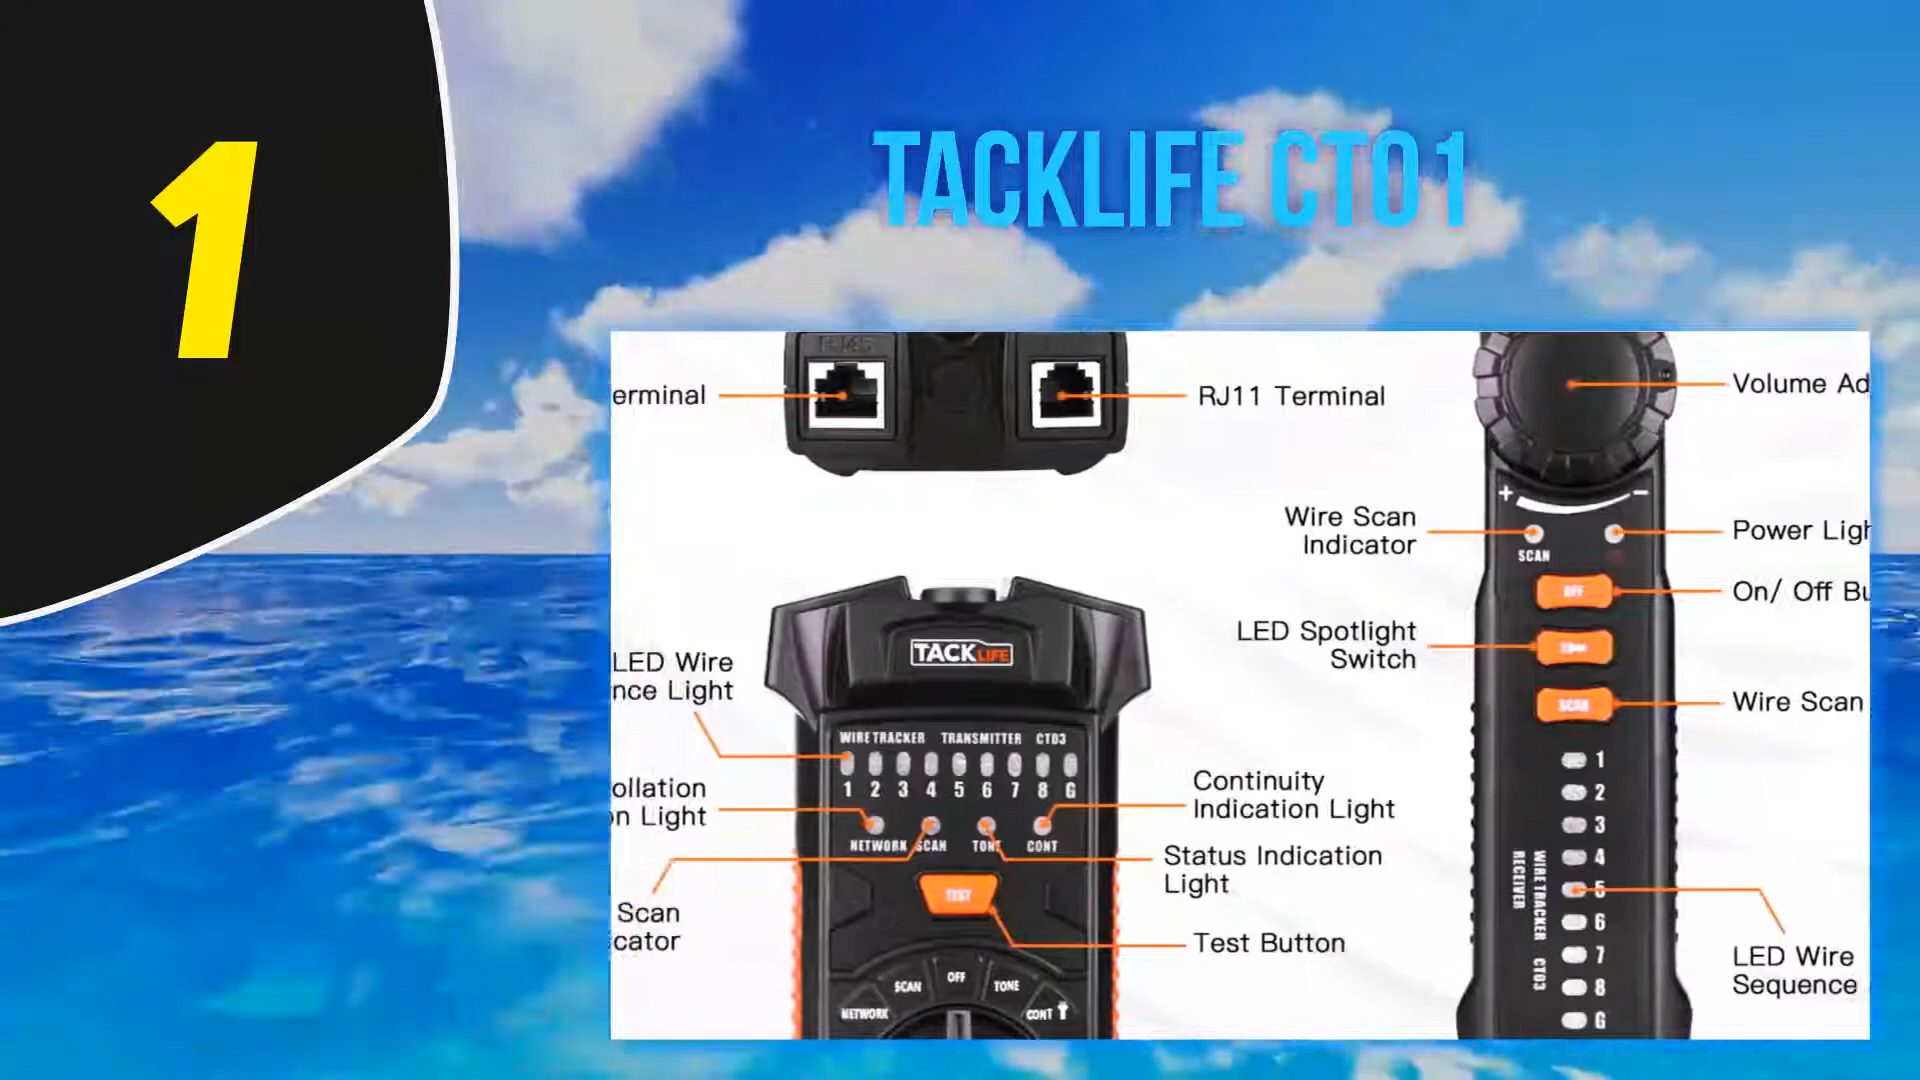 1
TACKLIFE CT01
RJ45
erminal
RJ11 Terminal
Volume Ad
+ −
Wire Scan
Indicator
Power Ligh
SCAN
OFF
On/ Off Bu
LED Spotlight
Switch
SCAN
Wire Scan
TACKLIFE
LED Wire
nce Light
WIRE TRACKER TRANSMITTER CT03
1 2 3 4 5 6 7 8 G
ollation
on Light
NETWORK SCAN TONE CONT
Continuity
Indication Light
Status Indication
Light
TEST
Test Button
Scan
cator
NETWORK
SCAN
OFF
TONE
CONT
1
2
3
4
5
6
7
8
G
WIRE TRACKER CT03
RECEIVER
LED Wire
Sequence